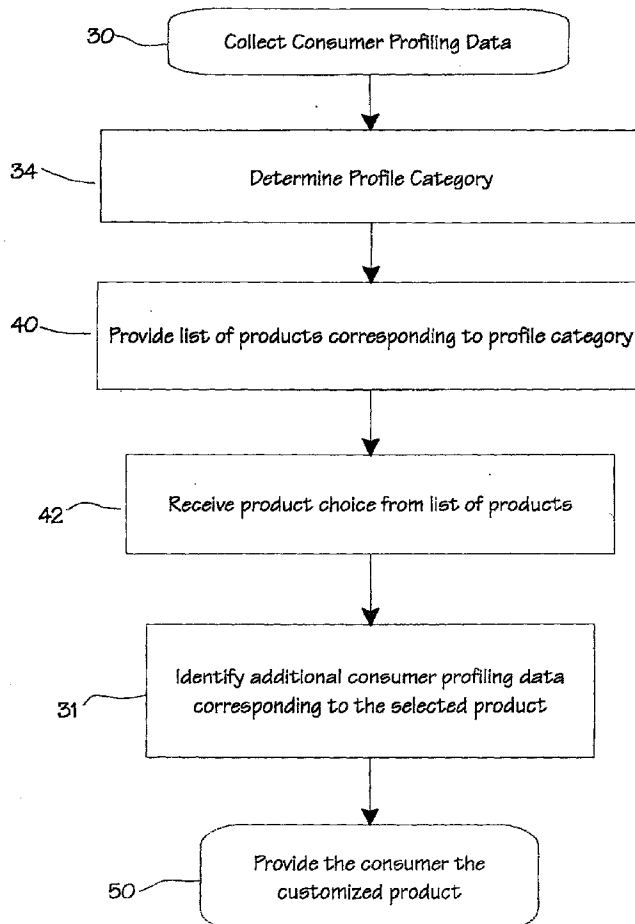 30
Collect Consumer Profiling Data
34
Determine Profile Category
40
Provide list of products corresponding to profile category
42
Receive product choice from list of products
31
Identify additional consumer profiling data
corresponding to the selected product
50
Provide the consumer the
customized product